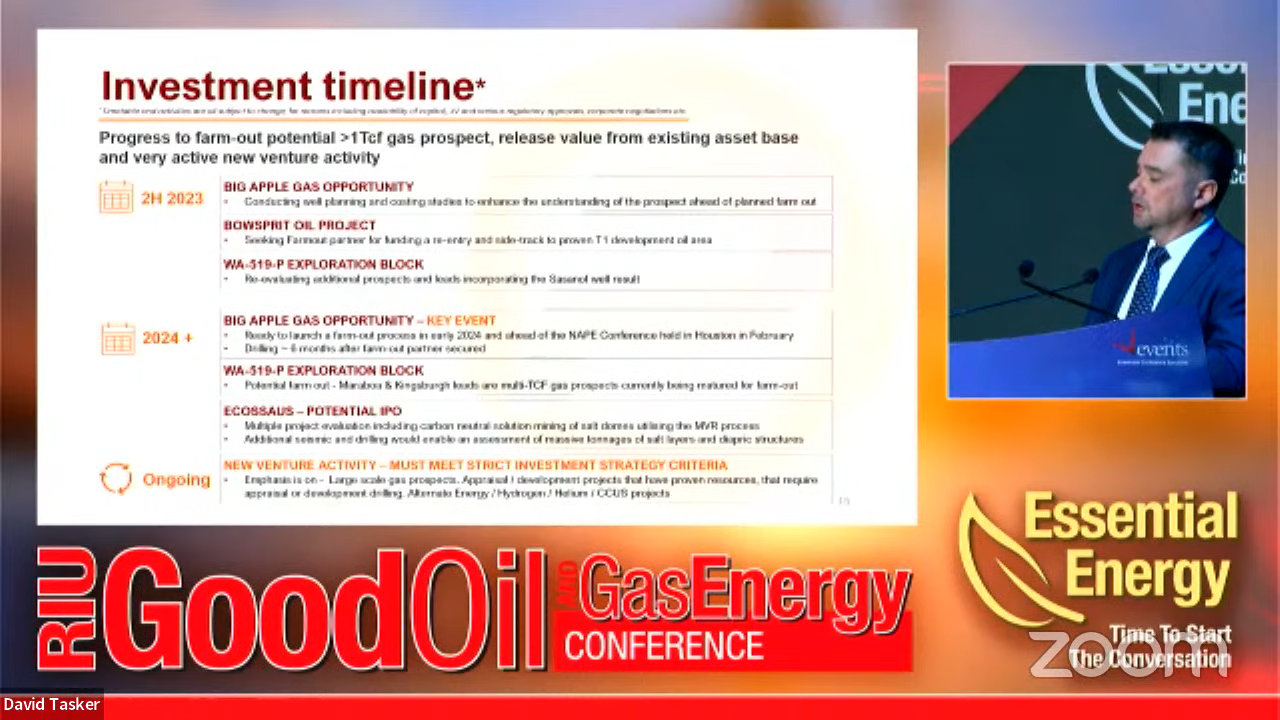 Investment timeline*
Progress to farm-out potential >1Tcf gas prospect, release value from existing asset base
and very active new venture activity
2H 2023
BIG APPLE GAS OPPORTUNITY
• Conducting well planning and costing studies to enhance the understanding of the prospect ahead of planned farm out
BOWSPRIT OIL PROJECT
• Seeking Farmout partner for funding a re-entry and side-track to proven T1 development oil area
WA-519-P EXPLORATION BLOCK
• Re-evaluating additional prospects and leads incorporating the Sasanof well result
2024 +
BIG APPLE GAS OPPORTUNITY – KEY EVENT
• Ready to launch a farm-out process in early 2024 and ahead of the NAPE Conference held in Houston in February
• Drilling ~ 6 months after farm-out partner secured
WA-519-P EXPLORATION BLOCK
• Potential farm out - Marabou & Kingsburgh leads are multi-TCF gas prospects currently being matured for farm-out
ECOSSAUS – POTENTIAL IPO
• Multiple project evaluation including carbon neutral solution mining of salt domes utilising the MVR process
• Additional seismic and drilling would enable an assessment of massive tonnages of salt layers and diapric structures
Ongoing
NEW VENTURE ACTIVITY – MUST MEET STRICT INVESTMENT STRATEGY CRITERIA
• Emphasis is on - Large scale gas prospects. Appraisal / development projects that have proven resources, that require
appraisal or development drilling. Alternate Energy / Hydrogen / Helium / CCUS projects
Ene
events
RIU GoodOil AND GasEnergy
CONFERENCE
Essential
Energy
Time To Start
The Conversation
zoom
David Tasker